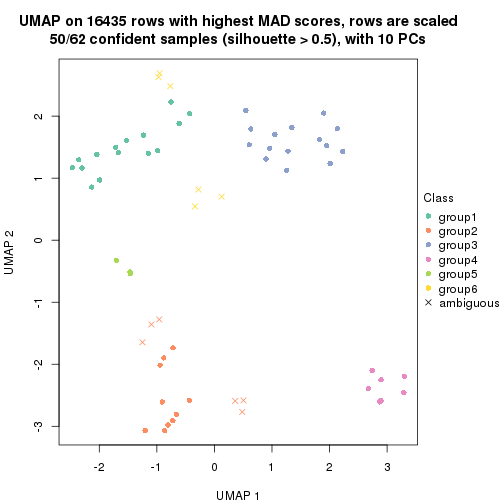 UMAP on 16435 rows with highest MAD scores, rows are scaled
50/62 confident samples (silhouette > 0.5), with 10 PCs
2
1
0
-1
-2
-3
UMAP 2
-2
-1
0
1
2
3
UMAP 1
Class
group1
group2
group3
group4
group5
group6
ambiguous